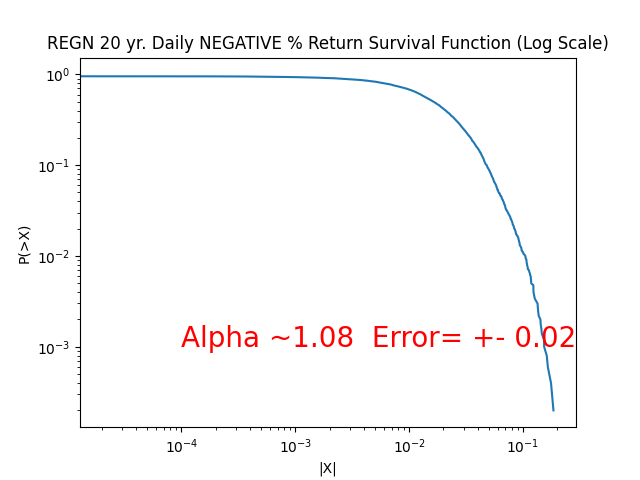 REGN 20 yr. Daily NEGATIVE % Return Survival Function (Log Scale)
10⁰
10⁻¹
10⁻²
10⁻³
P(>X)
Alpha ~1.08  Error= +- 0.02
10⁻⁴ 10⁻³ 10⁻² 10⁻¹
|X|